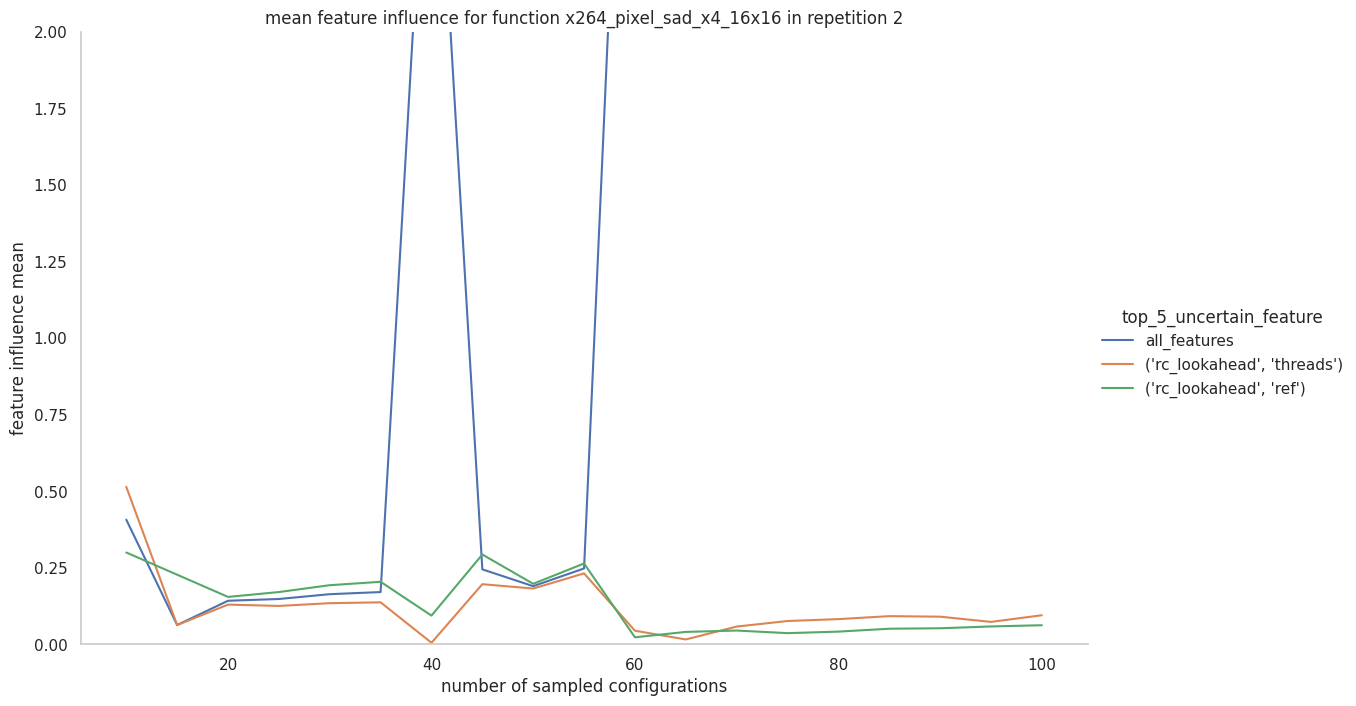 mean feature influence for function x264_pixel_sad_x4_16x16 in repetition 2
2.00
1.75
1.50
1.25
1.00
0.75
0.50
0.25
0.00
feature influence mean
20
40
60
80
100
number of sampled configurations
top_5_uncertain_feature
all_features
('rc_lookahead', 'threads')
('rc_lookahead', 'ref')